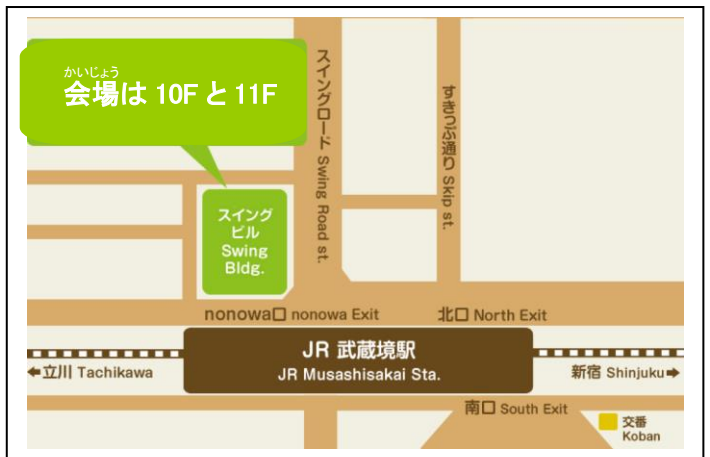 かいじょう
会場は 10F と 11F
スイングロード Swing Road st.
すきっぷ通り Skip st.
スイング
ビル
Swing
Bldg.
nonowa口 nonowa Exit
北口 North Exit
JR 武蔵境駅
JR Musashisakai Sta.
←立川 Tachikawa
新宿 Shinjuku→
南口 South Exit
交番
Koban